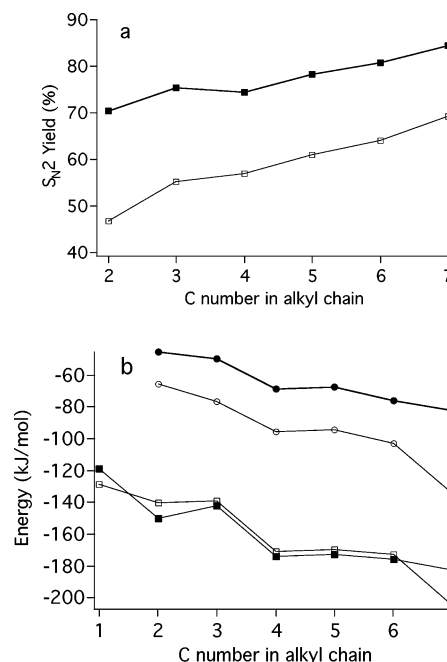 a
90
80
70
60
50
40
S_N2 Yield (%)
2 3 4 5 6 7
C number in alkyl chain
b
-60
-80
-100
-120
-140
-160
-180
-200
Energy (kJ/mol)
1 2 3 4 5 6
C number in alkyl chain